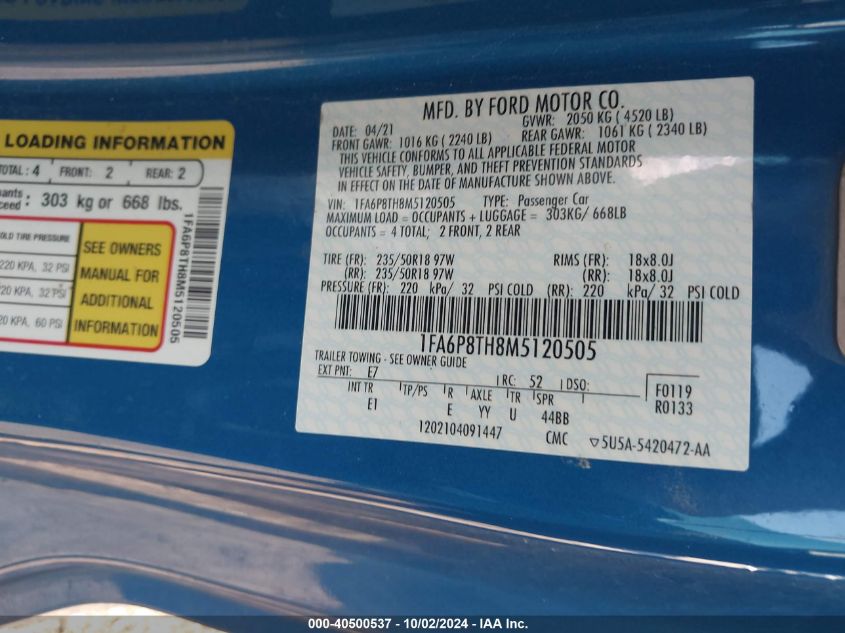 LOADING INFORMATION
TOTAL: 4 FRONT: 2 REAR: 2
303 kg or 668 lbs.
COLD TIRE PRESSURE
220 KPA, 32 PSI
220 KPA, 32 PSI
420 KPA, 60 PSI
SEE OWNERS
MANUAL FOR
ADDITIONAL
INFORMATION
1FA6P8TH8M5120505
MFD. BY FORD MOTOR CO.
DATE: 04/21 GVWR: 2050 KG ( 4520 LB)
FRONT GAWR: 1016 KG ( 2240 LB) REAR GAWR: 1061 KG ( 2340 LB)
THIS VEHICLE CONFORMS TO ALL APPLICABLE FEDERAL MOTOR
VEHICLE SAFETY, BUMPER, AND THEFT PREVENTION STANDARDS
IN EFFECT ON THE DATE OF MANUFACTURE SHOWN ABOVE.
VIN: 1FA6P8TH8M5120505 TYPE: Passenger Car
MAXIMUM LOAD = OCCUPANTS + LUGGAGE = 303KG/ 668LB
OCCUPANTS = 4 TOTAL; 2 FRONT, 2 REAR
TIRE (FR): 235/50R18 97W RIMS (FR): 18x8.0J
(RR): 235/50R18 97W (RR): 18x8.0J
PRESSURE (FR): 220 kPa/ 32 PSI COLD (RR): 220 kPa/ 32 PSI COLD
1FA6P8TH8M5120505
TRAILER TOWING - SEE OWNER GUIDE
EXT PNT: E7 RC: 52 DSO: F0119
INT TR TP/PS R AXLE TR SPR R0133
E1 E YY U 44BB
1202104091447 CMC ▽5U5A-5420472-AA
000-40500537 - 10/02/2024 - IAA Inc.